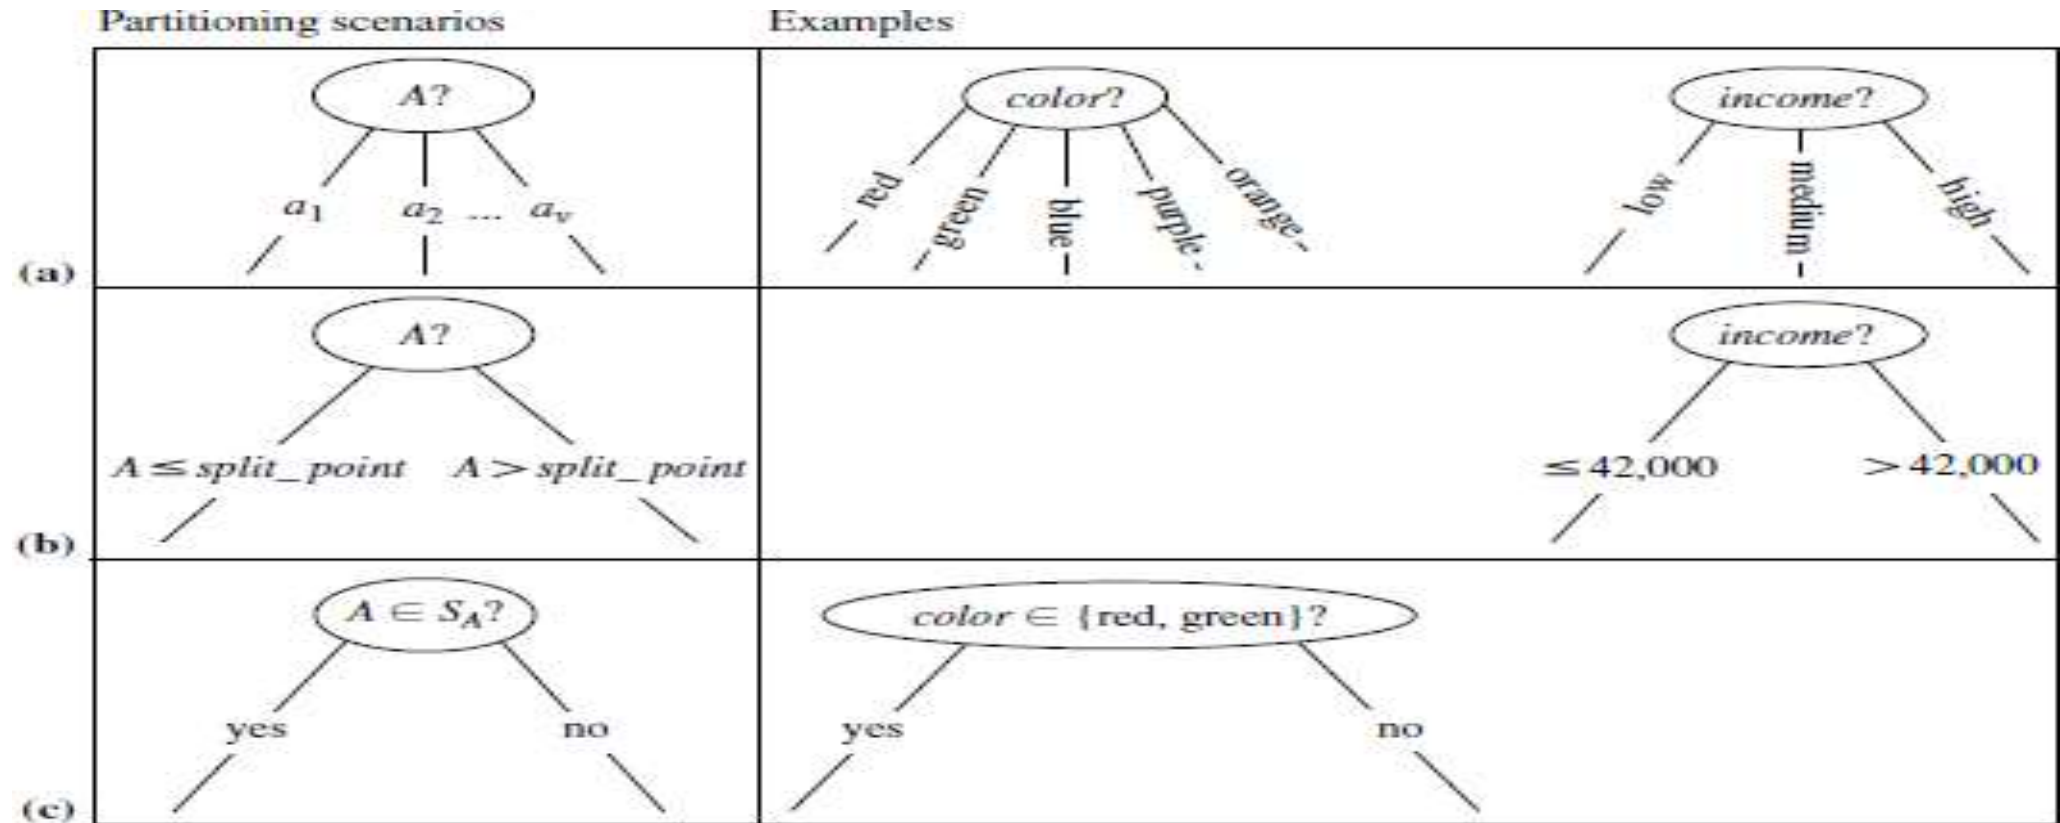 Partitioning scenarios Examples
A? color? income?
red green blue purple orange
low medium high
a1 a2 ... av
(a)
A? income?
A ≤ split_point A > split_point ≤ 42,000 > 42,000
(b)
A ∈ SA? color ∈ {red, green}?
yes no yes no
(c)